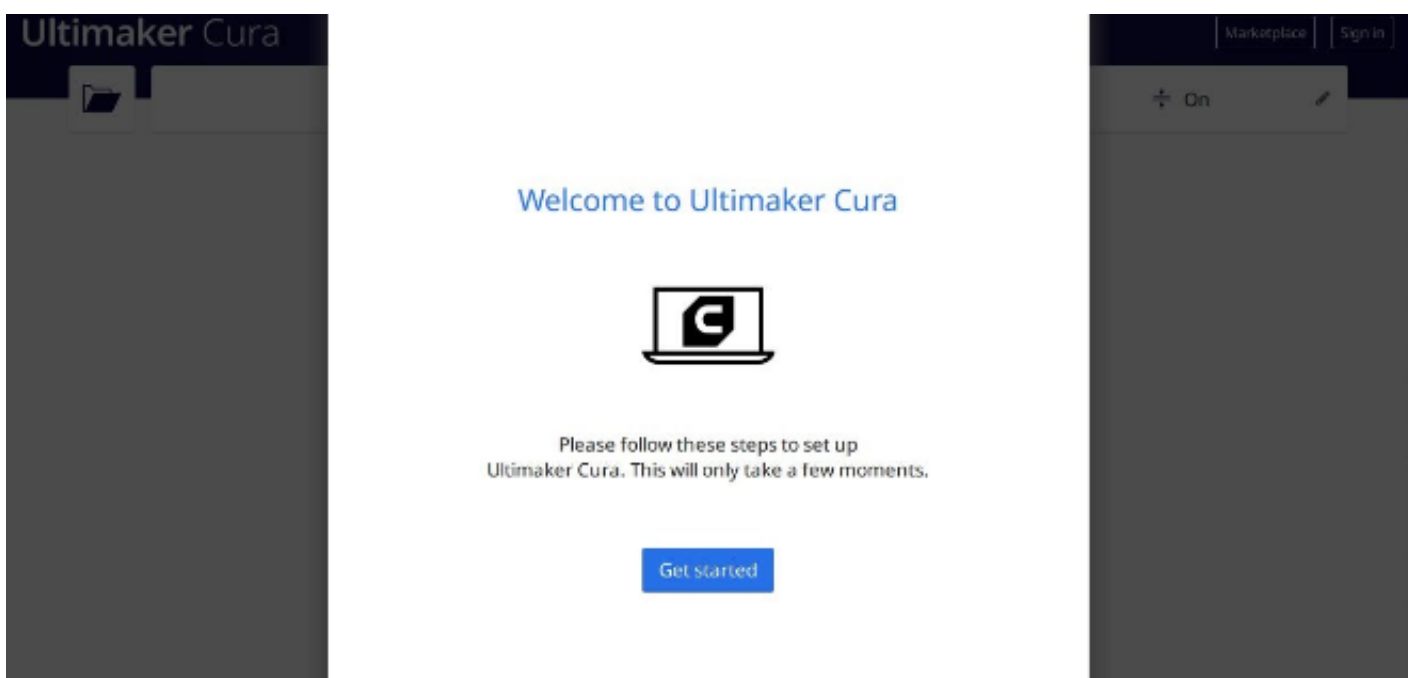 Ultimaker Cura
Marketplace
Sign in
On
Welcome to Ultimaker Cura
C
Please follow these steps to set up
Ultimaker Cura. This will only take a few moments.
Get started